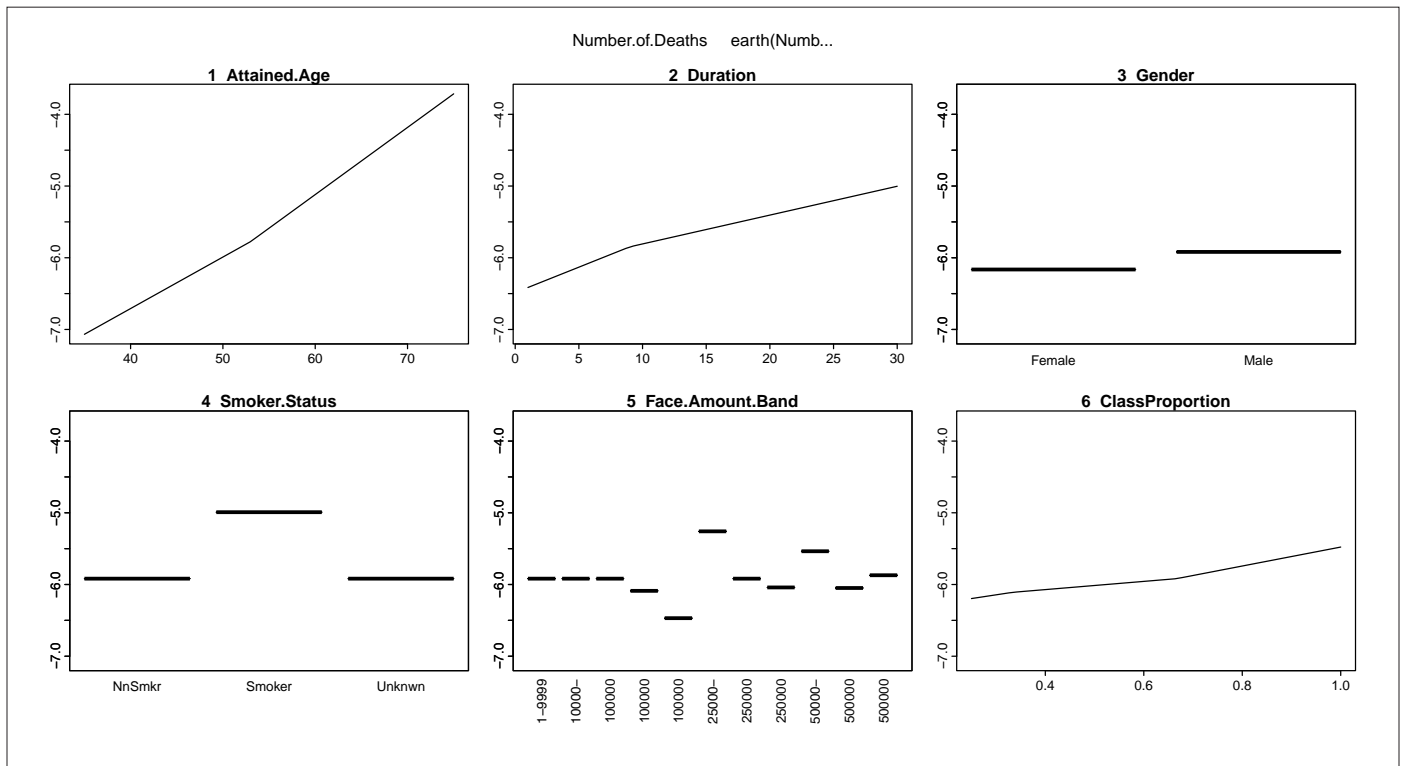 Number.of.Deaths earth(Numb...
1 Attained.Age
−7.0 −6.0 −5.0 −4.0
40 50 60 70
2 Duration
−7.0 −6.0 −5.0 −4.0
0 5 10 15 20 25 30
3 Gender
−7.0 −6.0 −5.0 −4.0
Female Male
4 Smoker.Status
−7.0 −6.0 −5.0 −4.0
NnSmkr Smoker Unknwn
5 Face.Amount.Band
−7.0 −6.0 −5.0 −4.0
1−9999 10000− 100000 100000 100000 25000− 250000 250000 50000− 500000 500000
6 ClassProportion
−7.0 −6.0 −5.0 −4.0
0.4 0.6 0.8 1.0